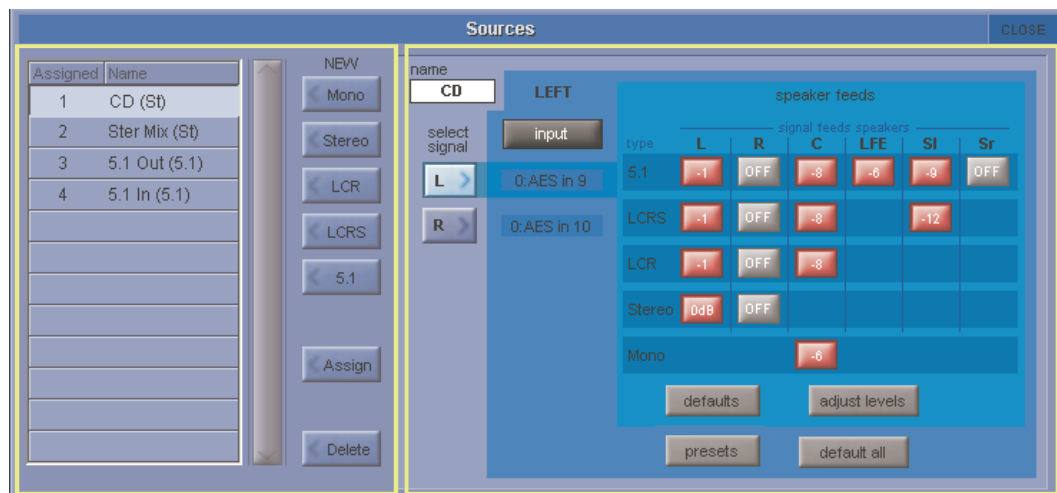 Sources
CLOSE
Assigned Name
1 CD (St)
2 Ster Mix (St)
3 5.1 Out (5.1)
4 5.1 In (5.1)
NEW
< Mono
< Stereo
< LCR
< LCRS
< 5.1
< Assign
< Delete
name
CD
select
signal
L >
R >
LEFT
input
0:AES in 9
0:AES in 10
speaker feeds
signal feeds speakers
type L R C LFE Sl Sr
5.1 -1 OFF -8 -6 -9 OFF
LCRS -1 OFF -8 -12
LCR -1 OFF -8
Stereo 0dB OFF
Mono -6
defaults
adjust levels
presets
default all